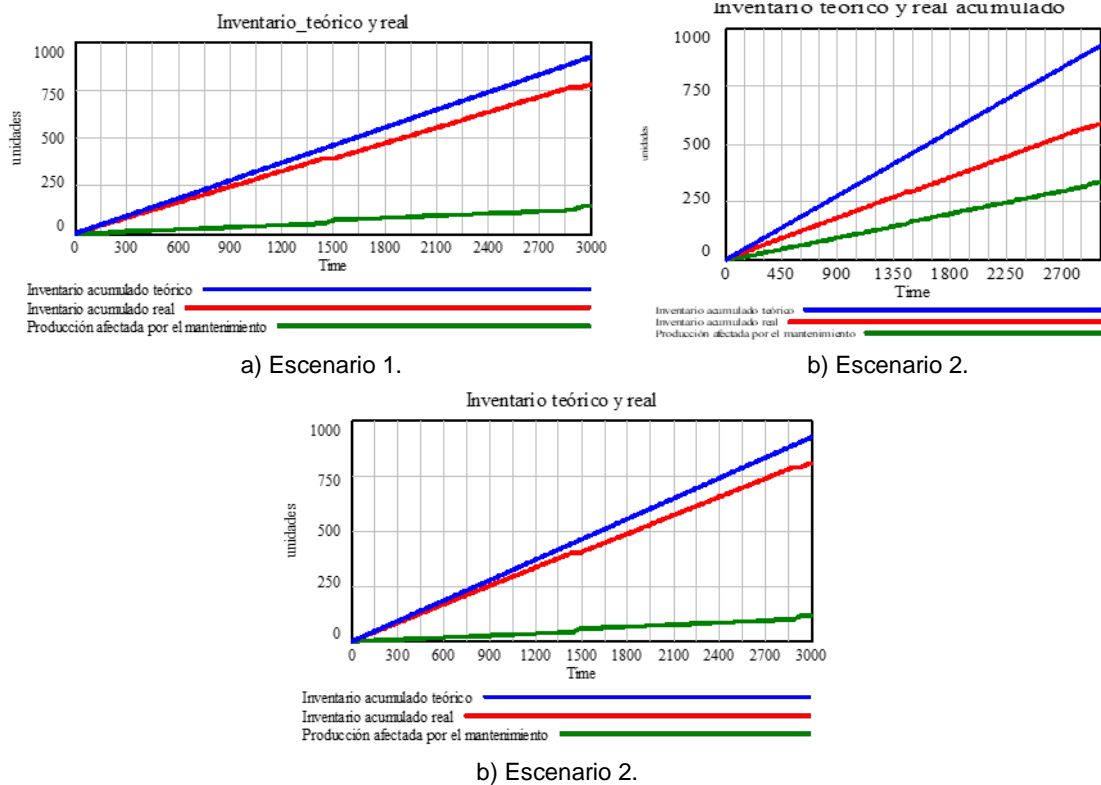 Inventario_teórico y real
1000
750
500
250
0
unidades
0 300 600 900 1200 1500 1800 2100 2400 2700 3000
Time
Inventario acumulado teórico
Inventario acumulado real
Producción afectada por el mantenimiento
a) Escenario 1.
Inventario teórico y real acumulado
1000
750
500
250
0
unidades
0 450 900 1350 1800 2250 2700
Time
Inventario acumulado teórico
Inventario acumulado real
Producción afectada por el mantenimiento
b) Escenario 2.
Inventario teórico y real
1000
750
500
250
0
unidades
0 300 600 900 1200 1500 1800 2100 2400 2700 3000
Time
Inventario acumulado teórico
Inventario acumulado real
Producción afectada por el mantenimiento
b) Escenario 2.